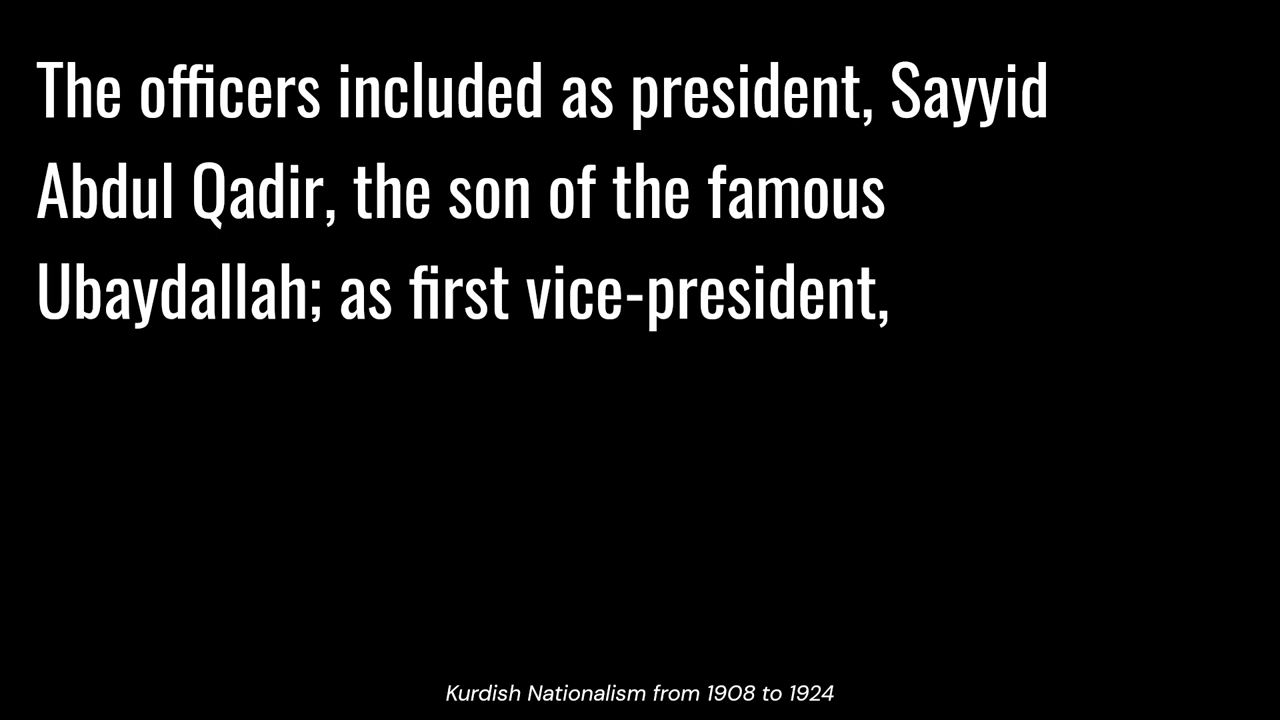 The officers included as president, Sayyid
Abdul Qadir, the son of the famous
Ubaydallah; as first vice-president,
Kurdish Nationalism from 1908 to 1924